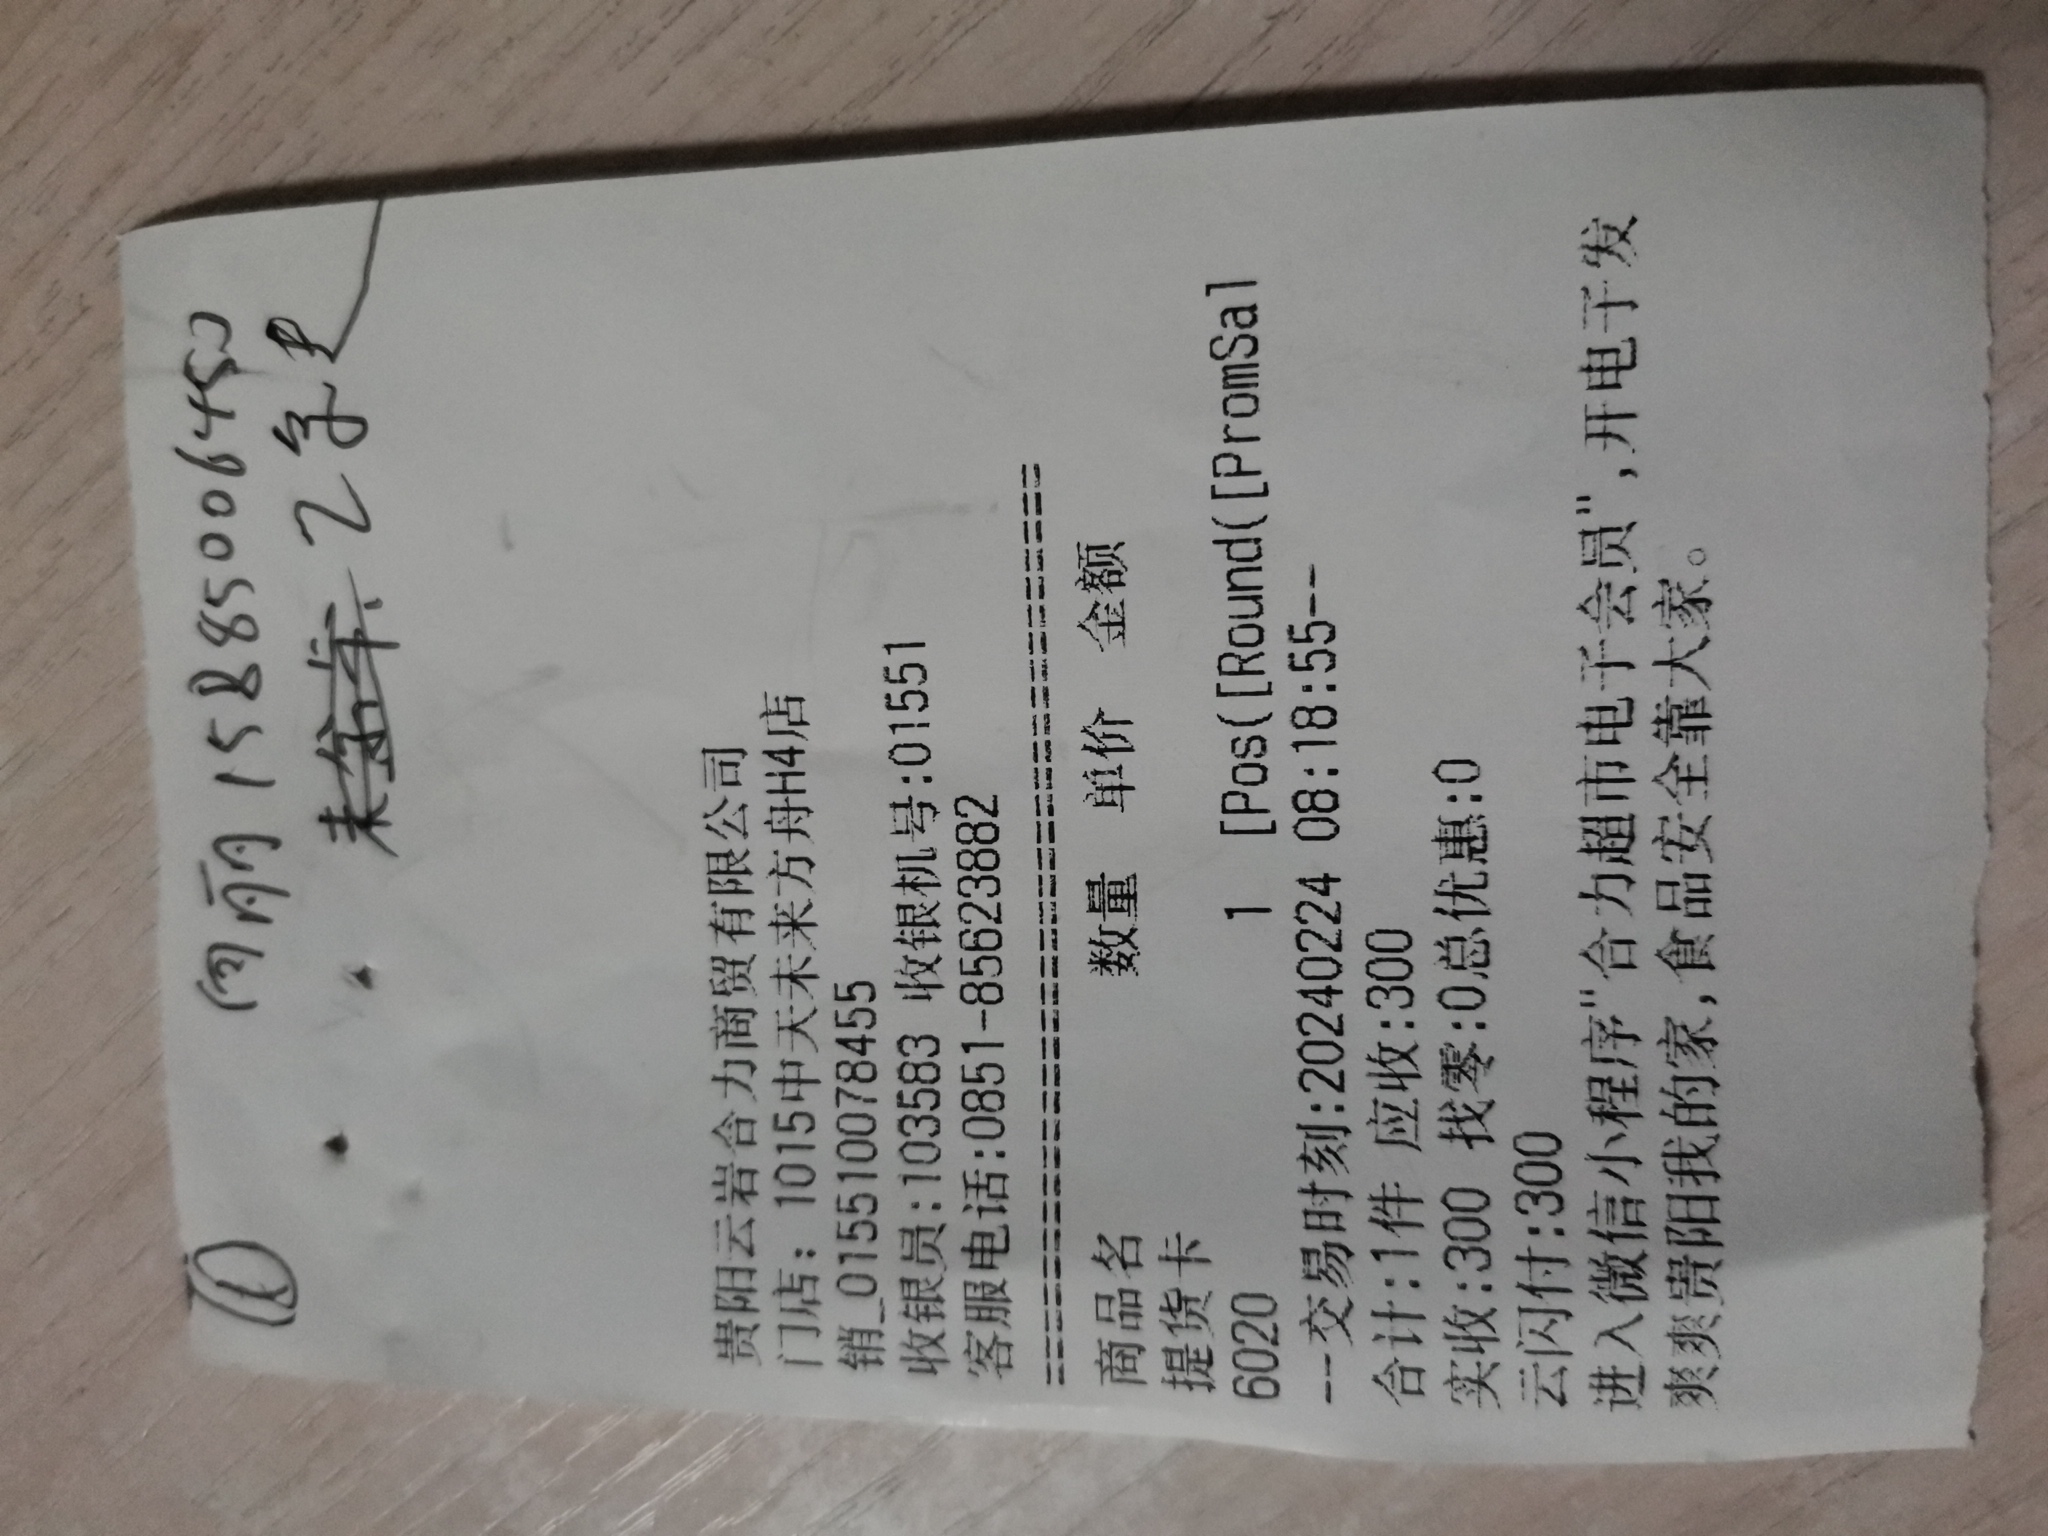 闫丽 15885006450
乙字史
贵阳云岩合力商贸有限公司
门店：1015中天未来方舟H4店
销_015510078455
收银员:103583 收银机号:01551
客服电话:0851-85623882
================================================
商品名 数量 单价 金额
提货卡
6020 1 [Pos([Round([PromSal
---交易时刻:20240224 08:18:55---
合计:1件 应收:300
实收:300 找零:0总优惠:0
云闪付:300
进入微信小程序"合力超市电子会员",开电子发
爽爽贵阳我的家,食品安全靠大家。